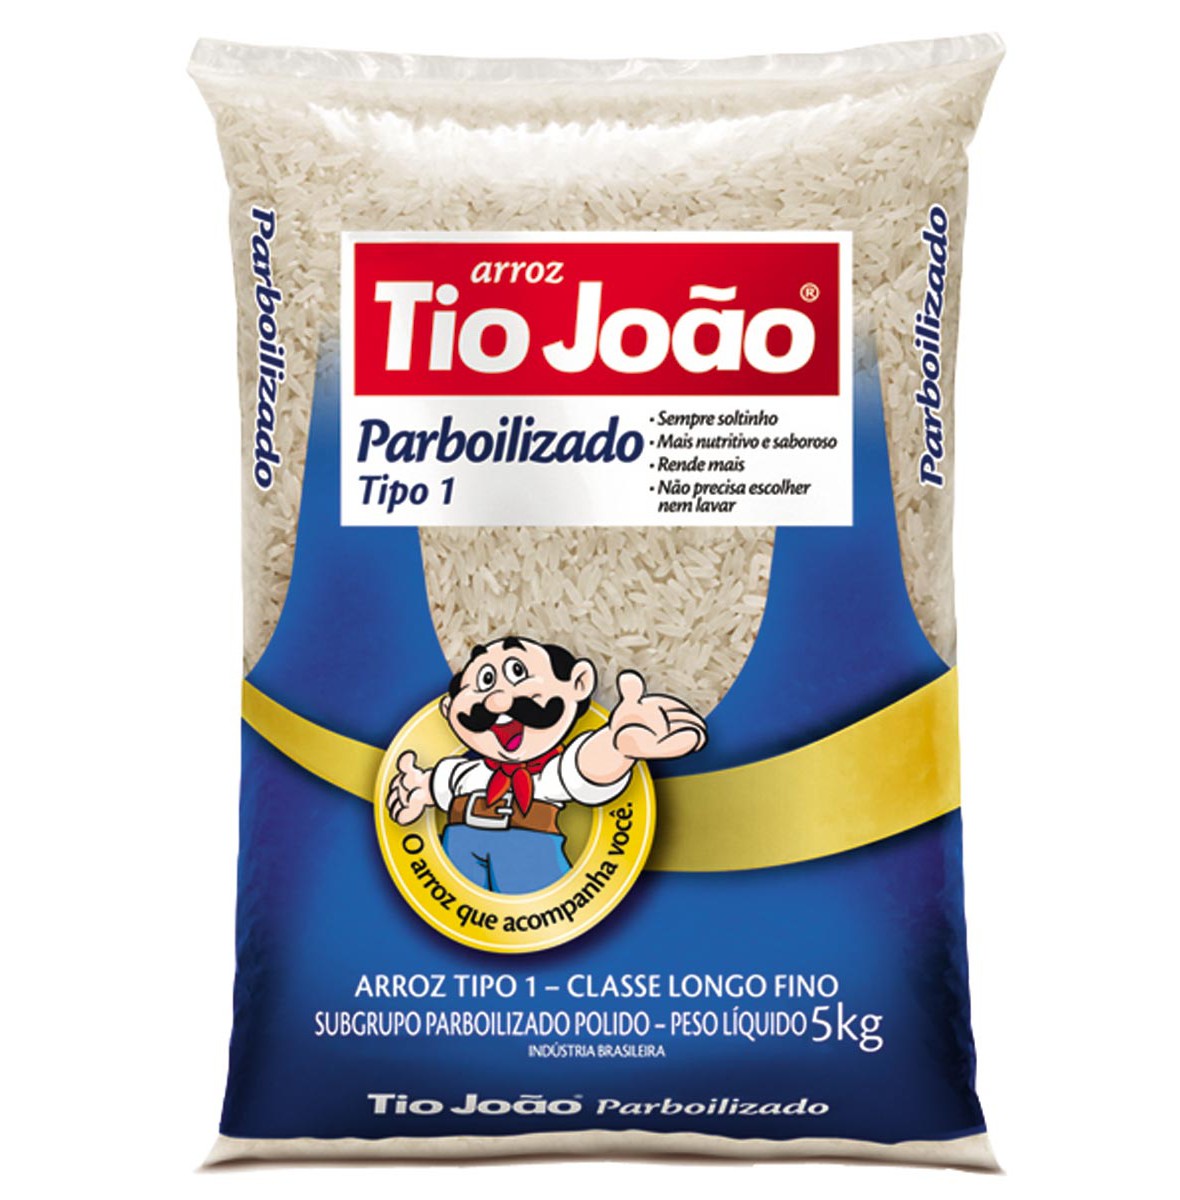 arroz
Tio João®
Parboilizado
Tipo 1
• Sempre soltinho
• Mais nutritivo e saboroso
• Rende mais
• Não precisa escolher
nem lavar
Parboilizado
Parboilizado
O arroz que acompanha você.
ARROZ TIPO 1 – CLASSE LONGO FINO
SUBGRUPO PARBOILIZADO POLIDO – PESO LÍQUIDO 5kg
INDÚSTRIA BRASILEIRA
Tio João® Parboilizado